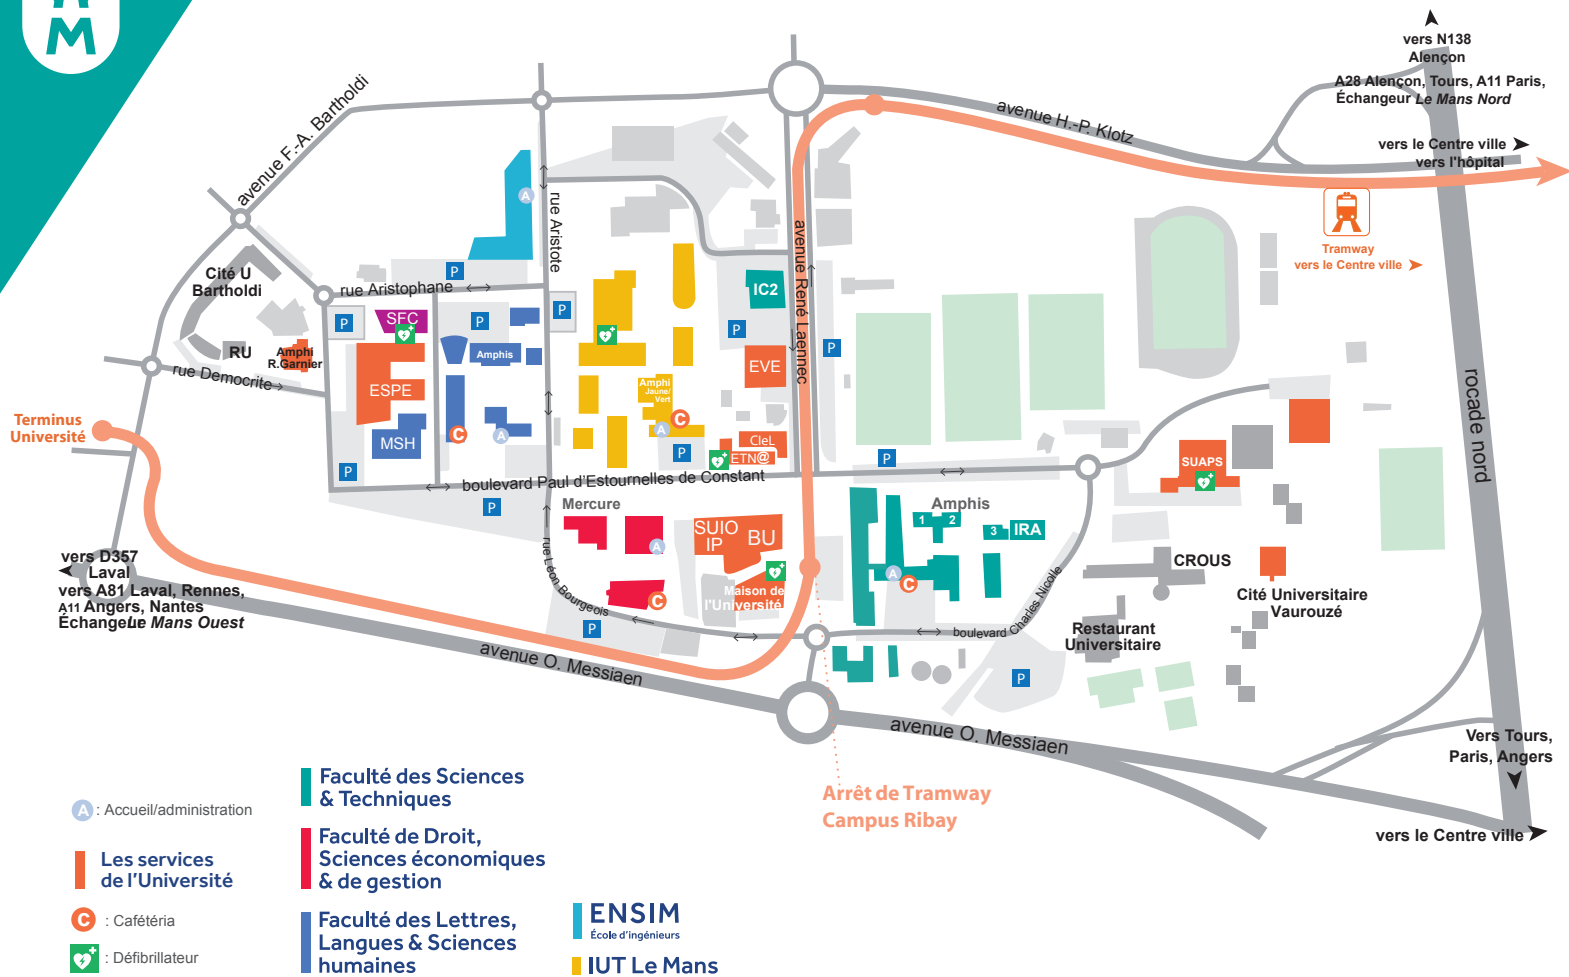 A
M
vers N138
Alençon
A28 Alençon, Tours, A11 Paris,
Échangeur Le Mans Nord
avenue H.-P. Klotz
vers le Centre ville
vers l'hôpital
avenue F.-A. Bartholdi
A
rue Aristote
avenue René Laennec
Tramway
vers le Centre ville
Cité U
Bartholdi
P
rue Aristophane
IC2
P
P
SFC
P
P
P
RU
Amphi
R.Garnier
Amphis
EVE
rue Democrite
ESPE
Amphi
Jaune/
Vert
rocade nord
Terminus
Université
MSH
C
A
A
C
CleL
ETN@
P
P
P
SUAPS
boulevard Paul d'Estournelles de Constant
P
Mercure
SUIO
IP
BU
A
Amphis
1
2
3
IRA
rue Léon Bourgeois
vers D357
Laval
vers A81 Laval, Rennes,
A11 Angers, Nantes
Échangeur
Le Mans Ouest
C
Maison de
l'Université
A
C
CROUS
Cité Universitaire
Vaurouzé
P
boulevard Charles Nicolle
Restaurant
Universitaire
avenue O. Messiaen
P
avenue O. Messiaen
Vers Tours,
Paris, Angers
Arrêt de Tramway
Campus Ribay
vers le Centre ville
A : Accueil/administration
Les services
de l'Université
C : Cafétéria
: Défibrillateur
Faculté des Sciences
& Techniques
Faculté de Droit,
Sciences économiques
& de gestion
Faculté des Lettres,
Langues & Sciences
humaines
ENSIM
École d'ingénieurs
IUT Le Mans